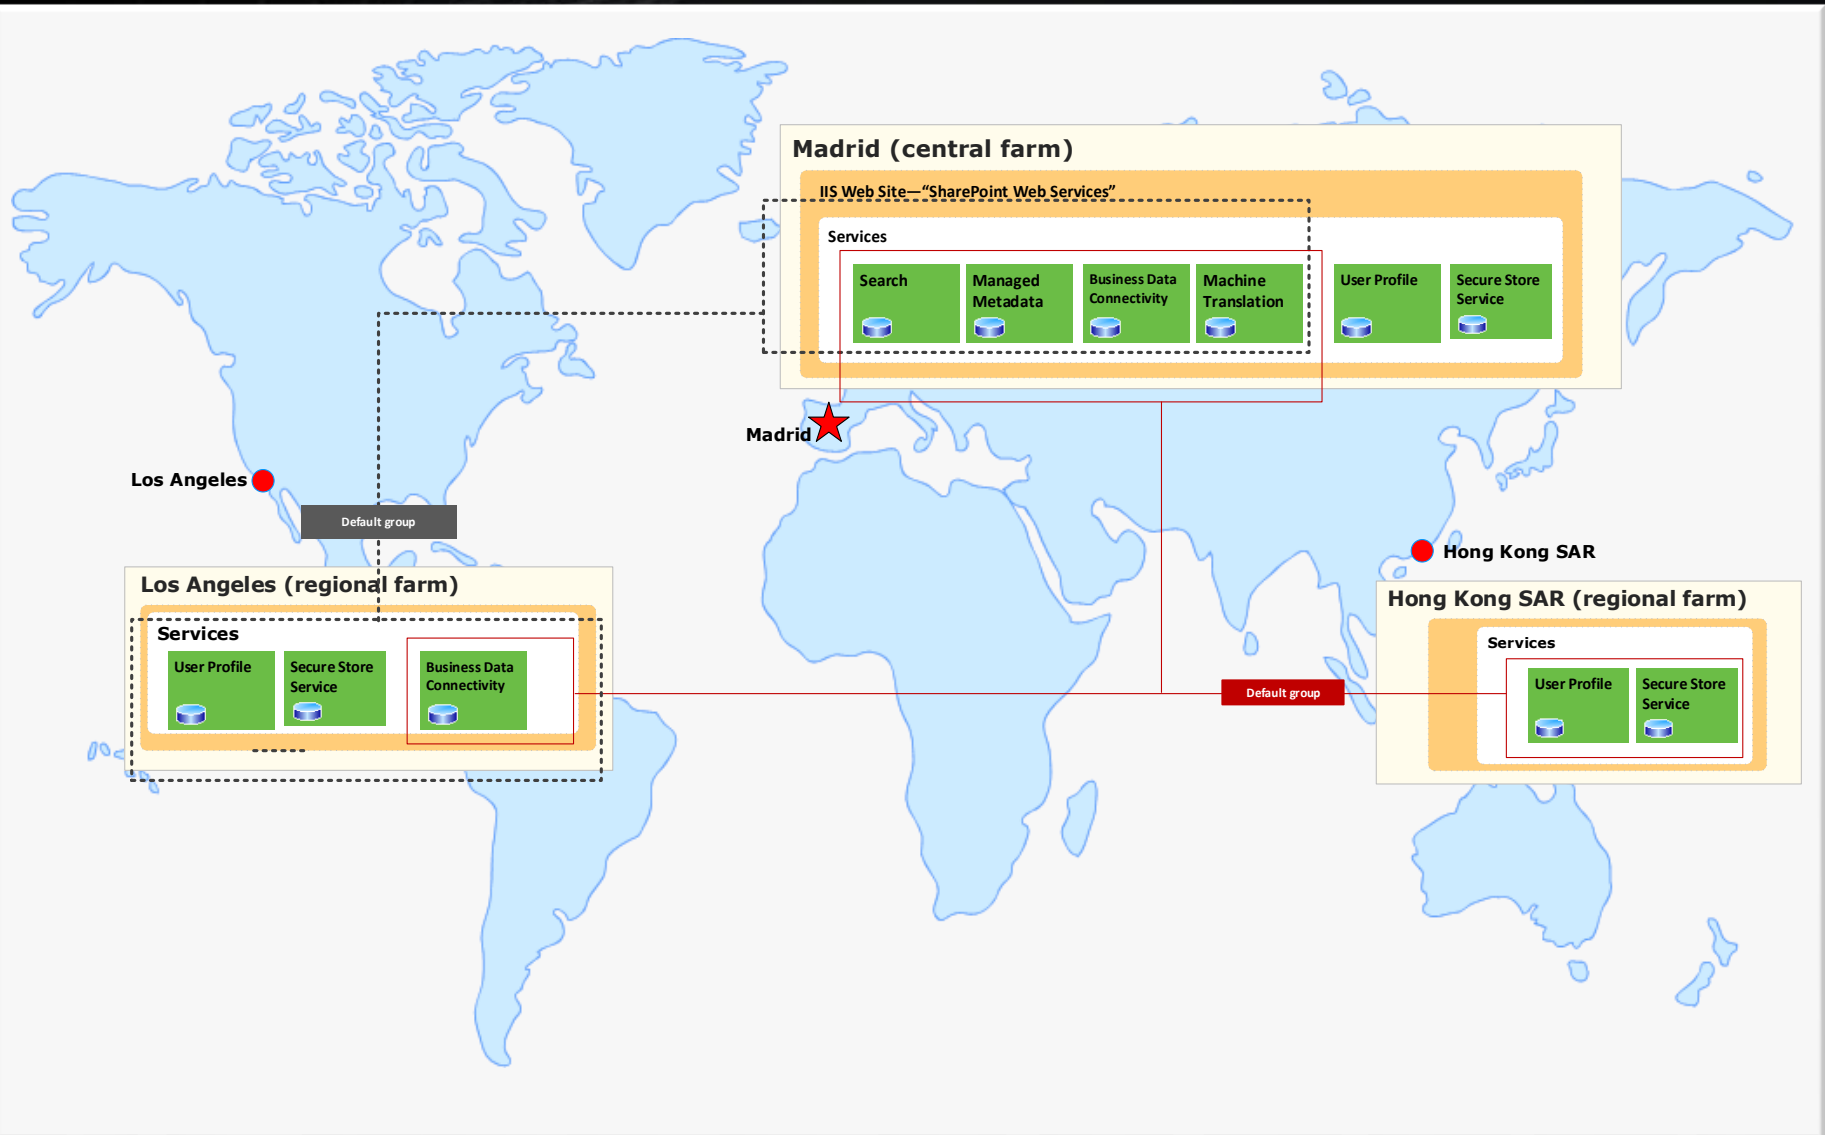 Madrid (central farm)
IIS Web Site—“SharePoint Web Services”
Services
Search
Managed
Metadata
Business Data
Connectivity
Machine
Translation
User Profile
Secure Store
Service
Madrid
Los Angeles
Default group
Hong Kong SAR
Los Angeles (regional farm)
Services
User Profile
Secure Store
Service
Business Data
Connectivity
Default group
Hong Kong SAR (regional farm)
Services
User Profile
Secure Store
Service